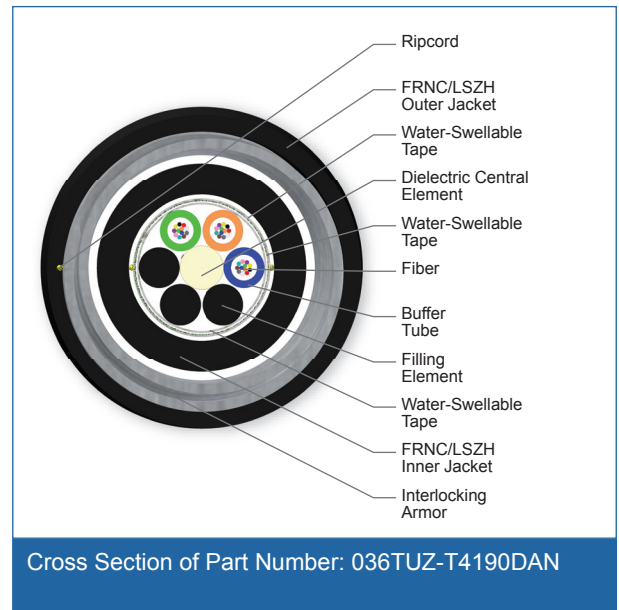 Ripcord
FRNC/LSZH
Outer Jacket
Water-Swellable
Tape
Dielectric Central
Element
Water-Swellable
Tape
Fiber
Buffer
Tube
Filling
Element
Water-Swellable
Tape
FRNC/LSZH
Inner Jacket
Interlocking
Armor
Cross Section of Part Number: 036TUZ-T4190DAN